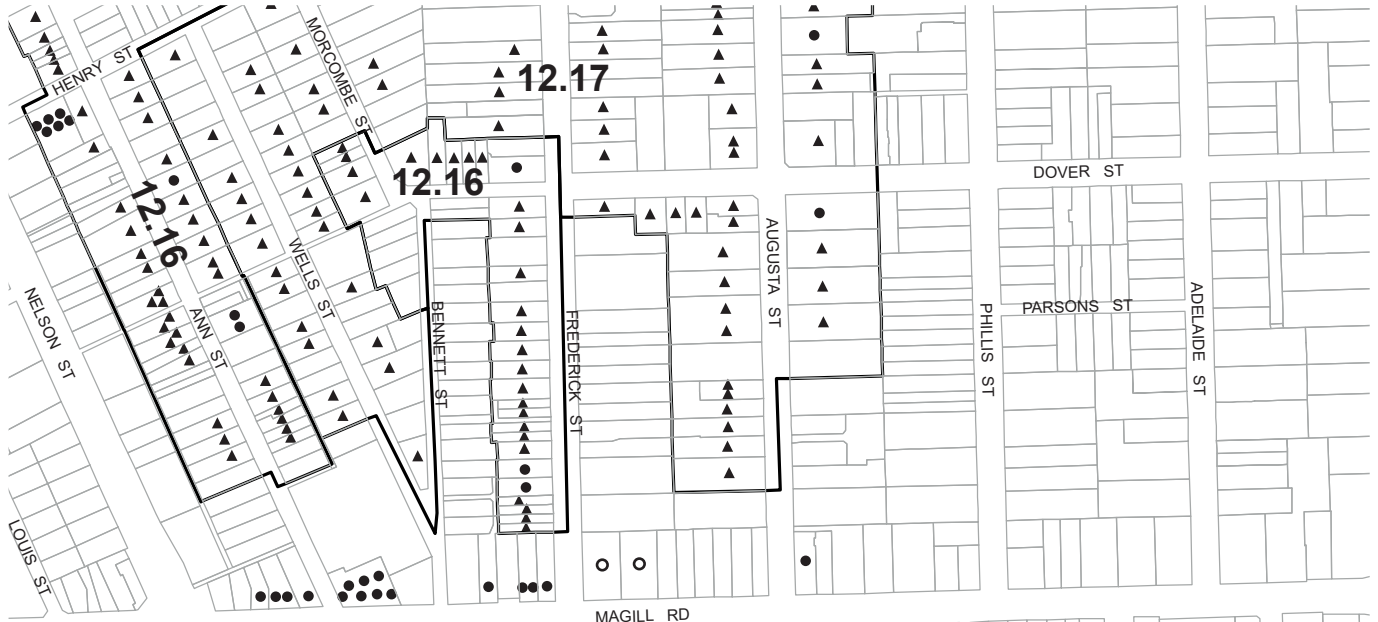 HENRY ST
MORCOMBE ST
12.17
12.16
DOVER ST
12.16
WELLS ST
AUGUSTA ST
NELSON ST
ANN ST
BENNETT ST
FREDERICK ST
PHILLIS ST
PARSONS ST
ADELAIDE ST
LOUIS ST
MAGILL RD